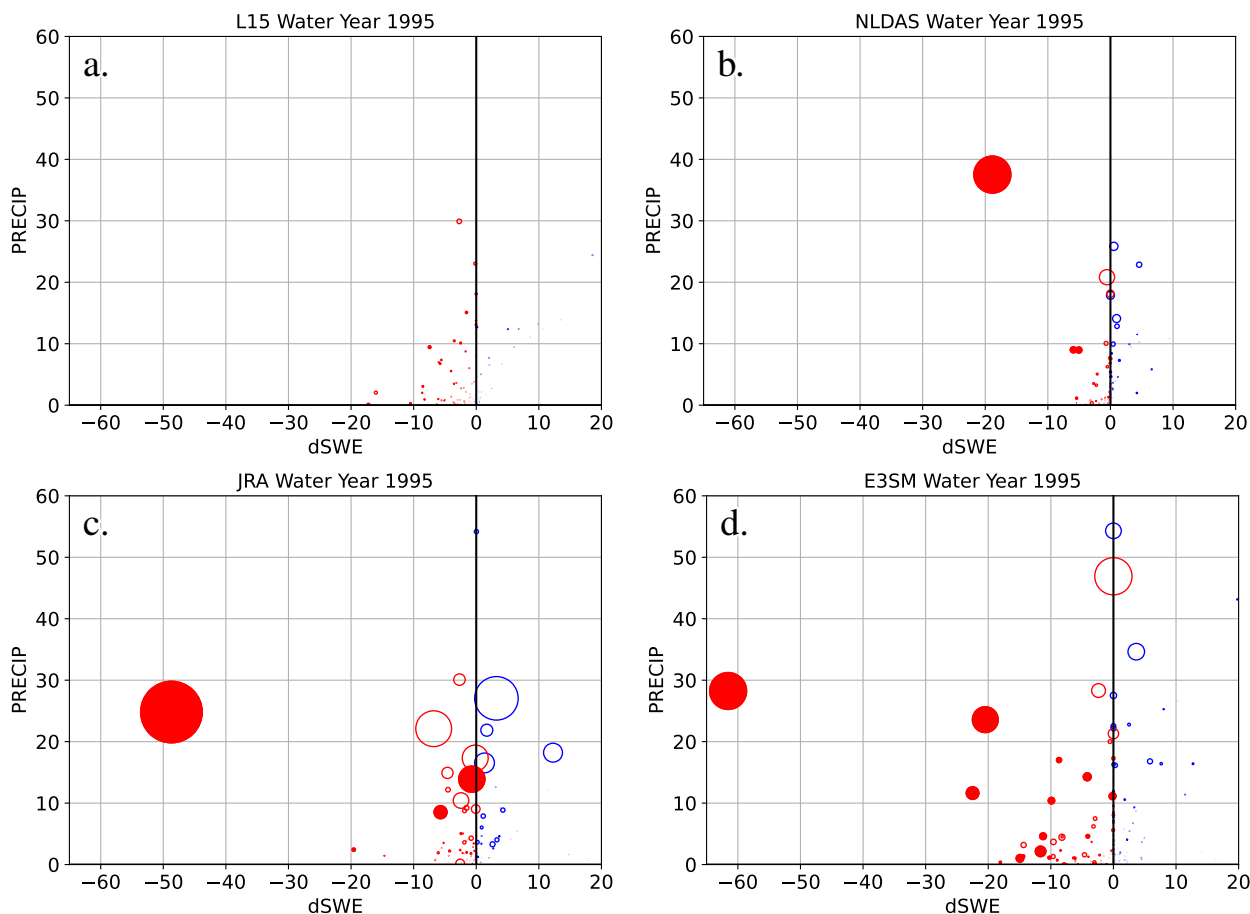 L15 Water Year 1995
a.
60
50
40
30
20
10
0
PRECIP
−60 −50 −40 −30 −20 −10 0 10 20
dSWE
NLDAS Water Year 1995
b.
60
50
40
30
20
10
0
PRECIP
−60 −50 −40 −30 −20 −10 0 10 20
dSWE
JRA Water Year 1995
c.
60
50
40
30
20
10
0
PRECIP
−60 −50 −40 −30 −20 −10 0 10 20
dSWE
E3SM Water Year 1995
d.
60
50
40
30
20
10
0
PRECIP
−60 −50 −40 −30 −20 −10 0 10 20
dSWE